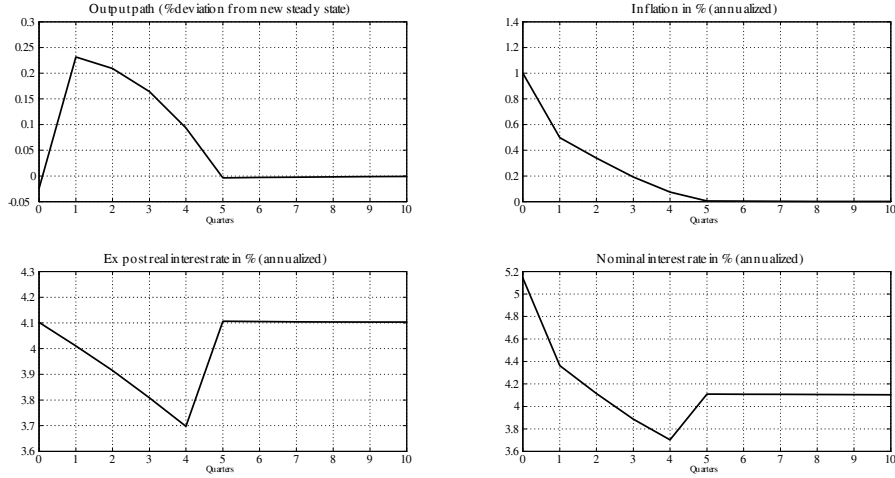 Output path (% deviation from new steady state)
0.3
0.25
0.2
0.15
0.1
0.05
0
-0.05
0 1 2 3 4 5 6 7 8 9 10
Quarters
Inflation in % (annualized)
1.4
1.2
1
0.8
0.6
0.4
0.2
0
0 1 2 3 4 5 6 7 8 9 10
Quarters
Ex post real interest rate in % (annualized)
4.3
4.2
4.1
4
3.9
3.8
3.7
3.6
0 1 2 3 4 5 6 7 8 9 10
Quarters
Nominal interest rate in % (annualized)
5.2
5
4.8
4.6
4.4
4.2
4
3.8
3.6
0 1 2 3 4 5 6 7 8 9 10
Quarters